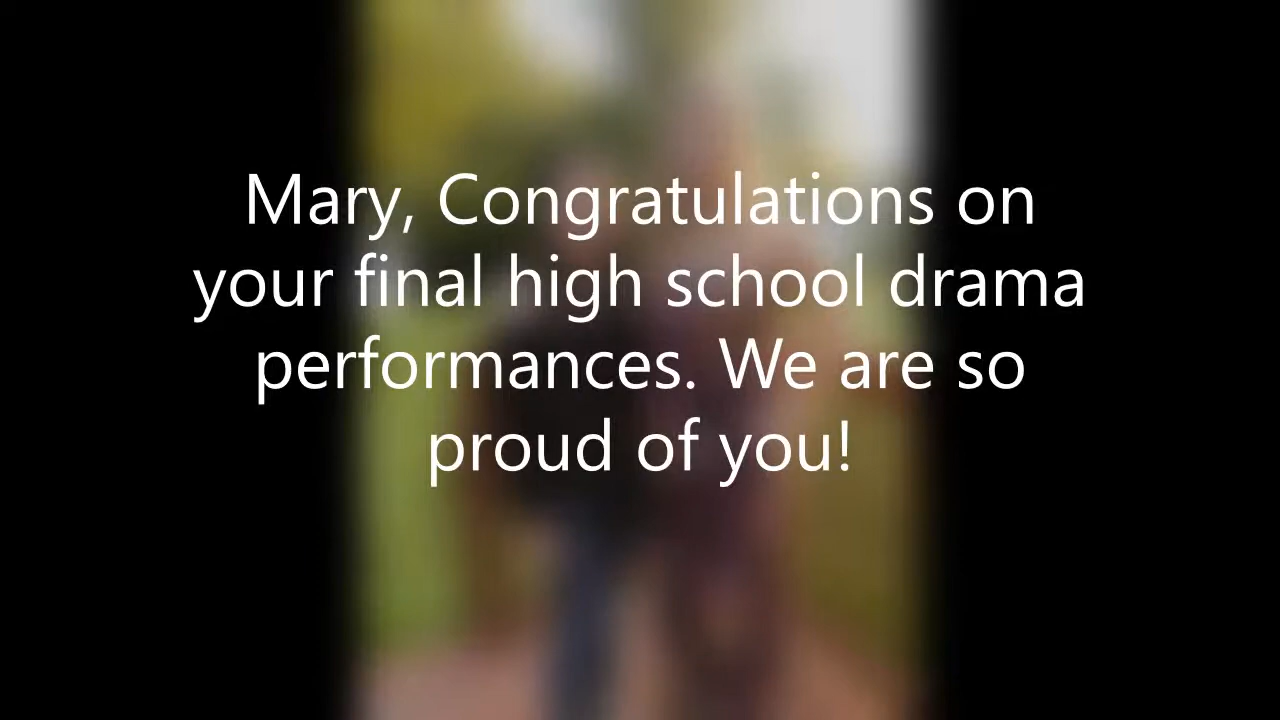 Mary, Congratulations on
your final high school drama
performances. We are so
proud of you!